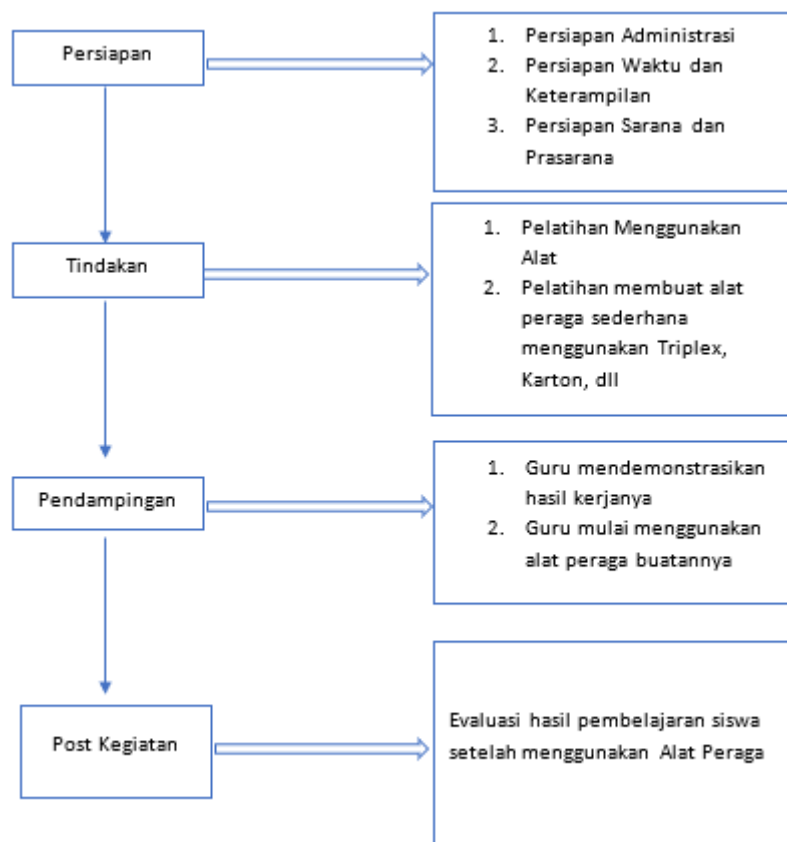 Persiapan
1. Persiapan Administrasi
2. Persiapan Waktu dan
Keterampilan
3. Persiapan Sarana dan
Prasarana
Tindakan
1. Pelatihan Menggunakan
Alat
2. Pelatihan membuat alat
peraga sederhana
menggunakan Triplex,
Karton, dll
Pendampingan
1. Guru mendemonstrasikan
hasil kerjanya
2. Guru mulai menggunakan
alat peraga buatannya
Post Kegiatan
Evaluasi hasil pembelajaran siswa
setelah menggunakan Alat Peraga